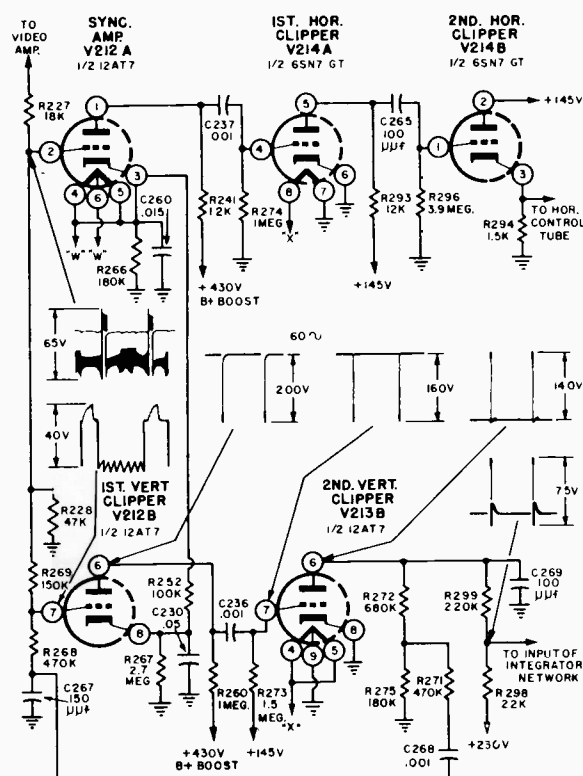 TO
VIDEO
AMP.
SYNC.
AMP.
V212A
1/2 12AT7
1ST. HOR.
CLIPPER
V214A
1/2 6SN7 GT
2ND. HOR.
CLIPPER
V214B
1/2 6SN7 GT
R227
18K
1
2
3
4
6
5
C260
.015
R266
180K
"W" "W"
C237
.001
R241
1.2K
R274
1MEG.
+430V
B+ BOOST
5
4
8
7
6
"X"
C265
100
µµf
R293
12K
R296
3.9 MEG.
+145V
2
+145V
1
3
R294
1.5K
TO HOR.
CONTROL
TUBE
65V
60~
200V
160V
140V
40V
75V
1ST. VERT
CLIPPER
V212B
1/2 12AT7
2ND. VERT.
CLIPPER
V213B
1/2 12AT7
R228
47K
R269
150K
R268
470K
C267
150
µµf
6
7
8
R252
100K
C230
.05
R267
2.7
MEG
C236
.001
R260
1MEG.
R273
1.5
MEG.
+430V
B+ BOOST
+145V
6
7
8
4
9
5
"X"
R272
680K
R299
220K
C269
100
µµf
R275
180K
R271
470K
R298
22K
C268
.001
+230V
TO INPUT OF
INTEGRATOR
NETWORK